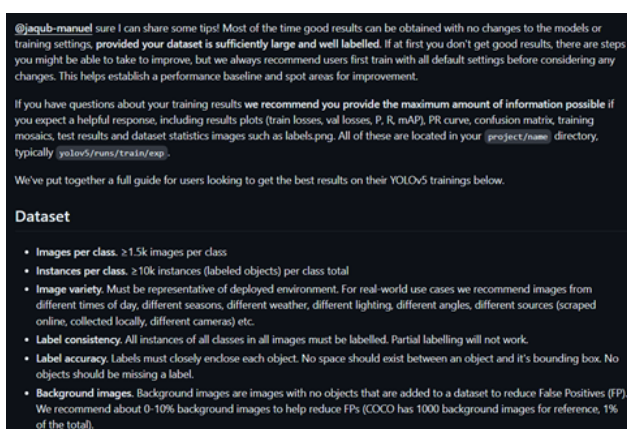 @jaqub-manuel sure I can share some tips! Most of the time good results can be obtained with no changes to the models or
training settings, provided your dataset is sufficiently large and well labelled. If at first you don't get good results, there are steps
you might be able to take to improve, but we always recommend users first train with all default settings before considering any
changes. This helps establish a performance baseline and spot areas for improvement.
If you have questions about your training results we recommend you provide the maximum amount of information possible if
you expect a helpful response, including results plots (train losses, val losses, P, R, mAP), PR curve, confusion matrix, training
mosaics, test results and dataset statistics images such as labels.png. All of these are located in your project/name directory,
typically yolov5/runs/train/exp.
We've put together a full guide for users looking to get the best results on their YOLOv5 trainings below.
Dataset
• Images per class. ≥1.5k images per class
• Instances per class. ≥10k instances (labeled objects) per class total
• Image variety. Must be representative of deployed environment. For real-world use cases we recommend images from
different times of day, different seasons, different weather, different lighting, different angles, different sources (scraped
online, collected locally, different cameras) etc.
• Label consistency. All instances of all classes in all images must be labelled. Partial labelling will not work.
• Label accuracy. Labels must closely enclose each object. No space should exist between an object and it's bounding box. No
objects should be missing a label.
• Background images. Background images are images with no objects that are added to a dataset to reduce False Positives (FP).
We recommend about 0-10% background images to help reduce FPs (COCO has 1000 background images for reference, 1%
of the total).